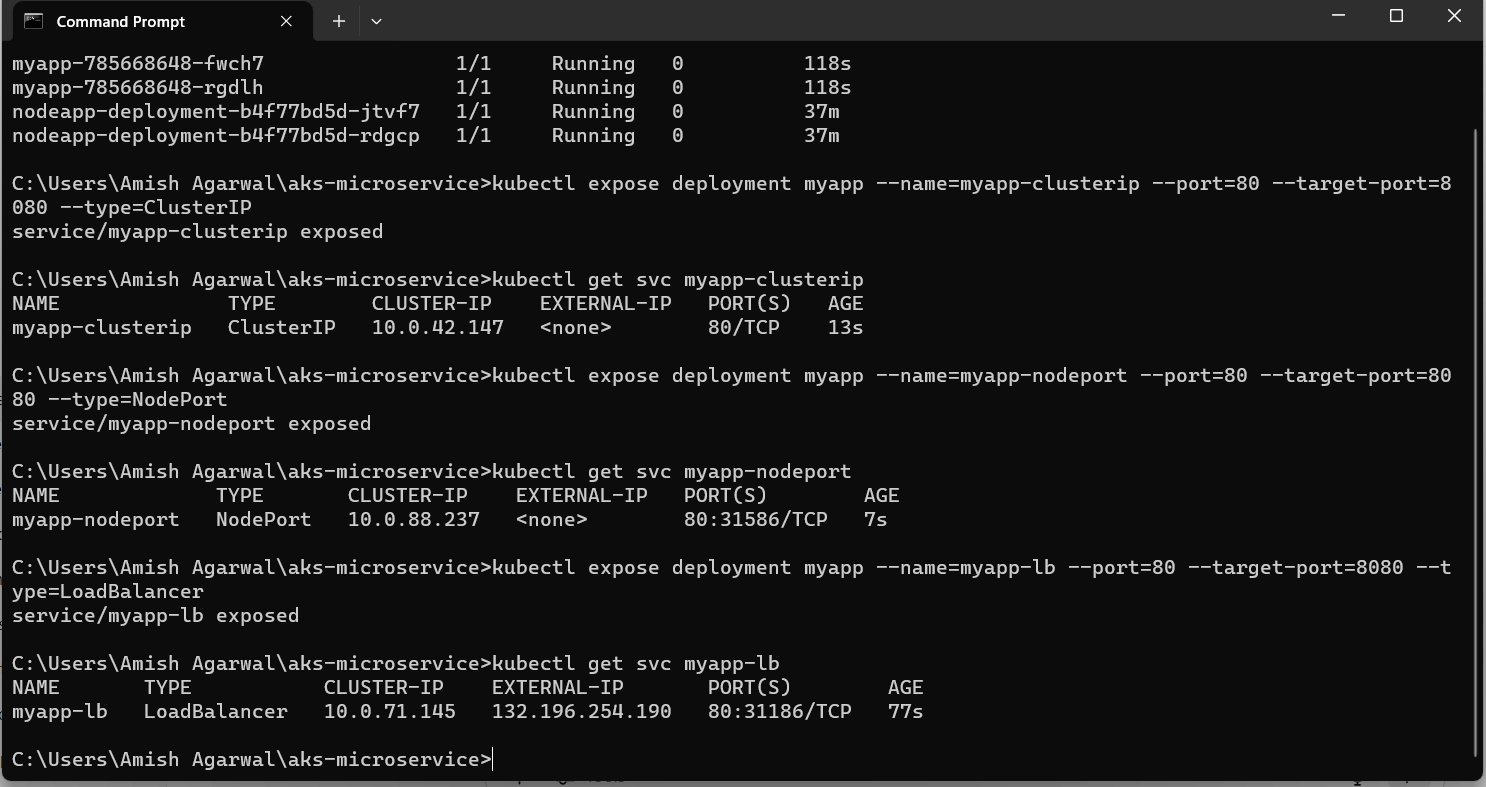 Command Prompt
myapp-785668648-fwch7                1/1     Running   0          118s
myapp-785668648-rgdlh                1/1     Running   0          118s
nodeapp-deployment-b4f77bd5d-jtvf7   1/1     Running   0          37m
nodeapp-deployment-b4f77bd5d-rdgcp   1/1     Running   0          37m
C:\Users\Amish Agarwal\aks-microservice>kubectl expose deployment myapp --name=myapp-clusterip --port=80 --target-port=8
080 --type=ClusterIP
service/myapp-clusterip exposed
C:\Users\Amish Agarwal\aks-microservice>kubectl get svc myapp-clusterip
NAME              TYPE        CLUSTER-IP    EXTERNAL-IP   PORT(S)   AGE
myapp-clusterip   ClusterIP   10.0.42.147   <none>        80/TCP    13s
C:\Users\Amish Agarwal\aks-microservice>kubectl expose deployment myapp --name=myapp-nodeport --port=80 --target-port=80
80 --type=NodePort
service/myapp-nodeport exposed
C:\Users\Amish Agarwal\aks-microservice>kubectl get svc myapp-nodeport
NAME             TYPE       CLUSTER-IP    EXTERNAL-IP   PORT(S)        AGE
myapp-nodeport   NodePort   10.0.88.237   <none>        80:31586/TCP   7s
C:\Users\Amish Agarwal\aks-microservice>kubectl expose deployment myapp --name=myapp-lb --port=80 --target-port=8080 --t
ype=LoadBalancer
service/myapp-lb exposed
C:\Users\Amish Agarwal\aks-microservice>kubectl get svc myapp-lb
NAME       TYPE           CLUSTER-IP    EXTERNAL-IP       PORT(S)        AGE
myapp-lb   LoadBalancer   10.0.71.145   132.196.254.190   80:31186/TCP   77s
C:\Users\Amish Agarwal\aks-microservice>